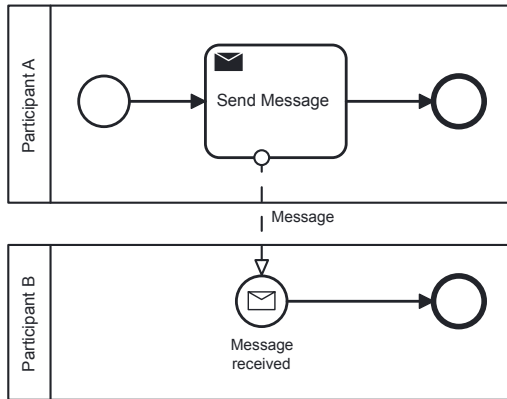 Participant A
Send Message
Message
Participant B
Message
received